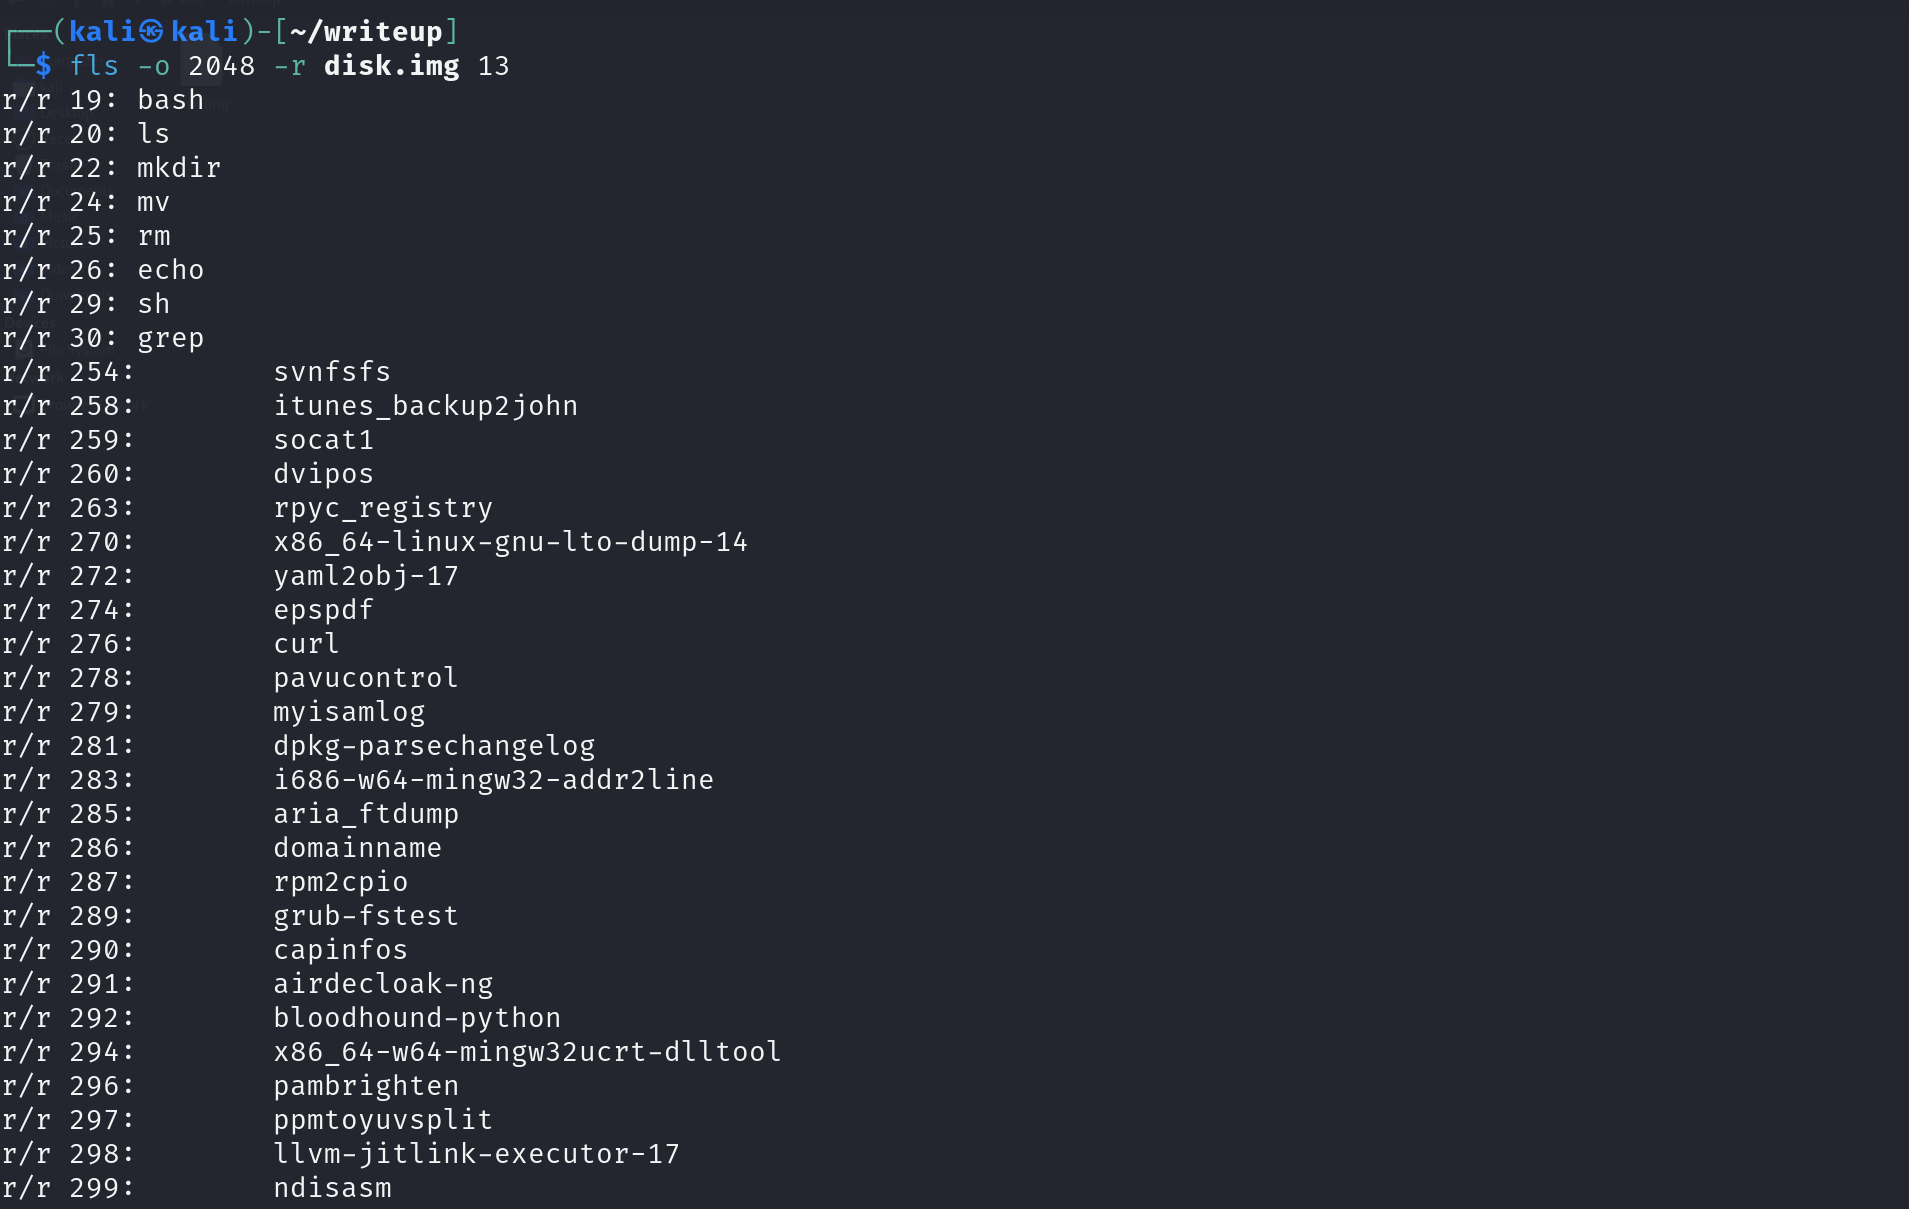 ┌──(kali㉿kali)-[~/writeup]
└─$ fls -o 2048 -r disk.img 13
r/r 19: bash
r/r 20: ls
r/r 22: mkdir
r/r 24: mv
r/r 25: rm
r/r 26: echo
r/r 29: sh
r/r 30: grep
r/r 254:        svnfsfs
r/r 258:        itunes_backup2john
r/r 259:        socat1
r/r 260:        dvipos
r/r 263:        rpyc_registry
r/r 270:        x86_64-linux-gnu-lto-dump-14
r/r 272:        yaml2obj-17
r/r 274:        epspdf
r/r 276:        curl
r/r 278:        pavucontrol
r/r 279:        myisamlog
r/r 281:        dpkg-parsechangelog
r/r 283:        i686-w64-mingw32-addr2line
r/r 285:        aria_ftdump
r/r 286:        domainname
r/r 287:        rpm2cpio
r/r 289:        grub-fstest
r/r 290:        capinfos
r/r 291:        airdecloak-ng
r/r 292:        bloodhound-python
r/r 294:        x86_64-w64-mingw32ucrt-dlltool
r/r 296:        pambrighten
r/r 297:        ppmtoyuvsplit
r/r 298:        llvm-jitlink-executor-17
r/r 299:        ndisasm